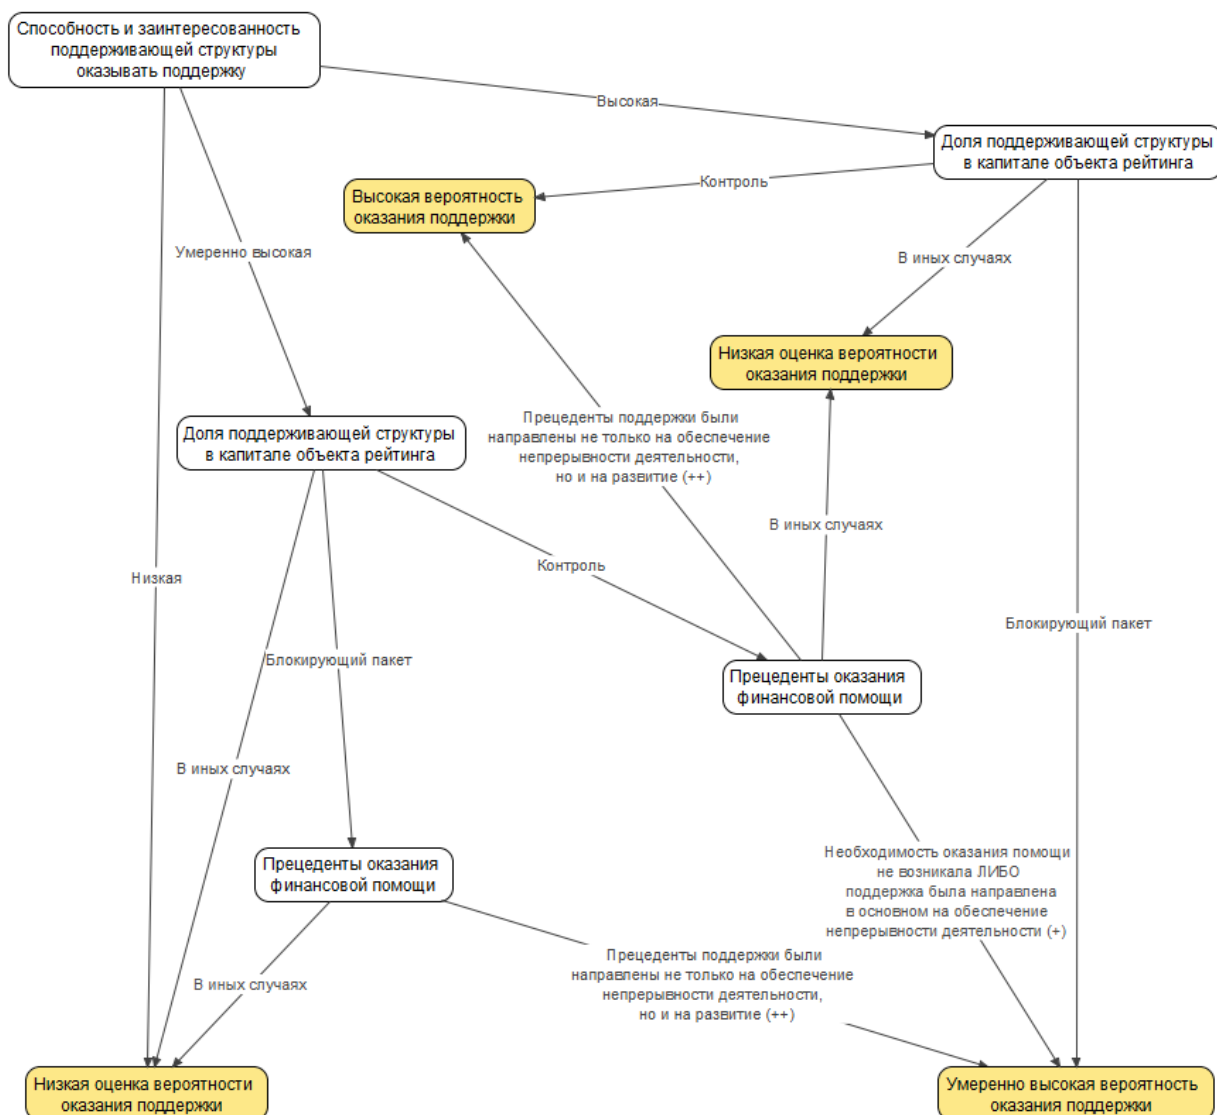 Способность и заинтересованность
поддерживающей структуры
оказывать поддержку
Высокая
Доля поддерживающей структуры
в капитале объекта рейтинга
Контроль
Высокая вероятность
оказания поддержки
Умеренно высокая
В иных случаях
Низкая оценка вероятности
оказания поддержки
Прецеденты поддержки были
направлены не только на обеспечение
непрерывности деятельности,
но и на развитие (++)
Доля поддерживающей структуры
в капитале объекта рейтинга
В иных случаях
Контроль
Низкая
Блокирующий пакет
Блокирующий пакет
Прецеденты оказания
финансовой помощи
В иных случаях
Прецеденты оказания
финансовой помощи
Необходимость оказания помощи
не возникала ЛИБО
поддержка была направлена
в основном на обеспечение
непрерывности деятельности (+)
Прецеденты поддержки были
направлены не только на обеспечение
непрерывности деятельности,
но и на развитие (++)
В иных случаях
Низкая оценка вероятности
оказания поддержки
Умеренно высокая вероятность
оказания поддержки